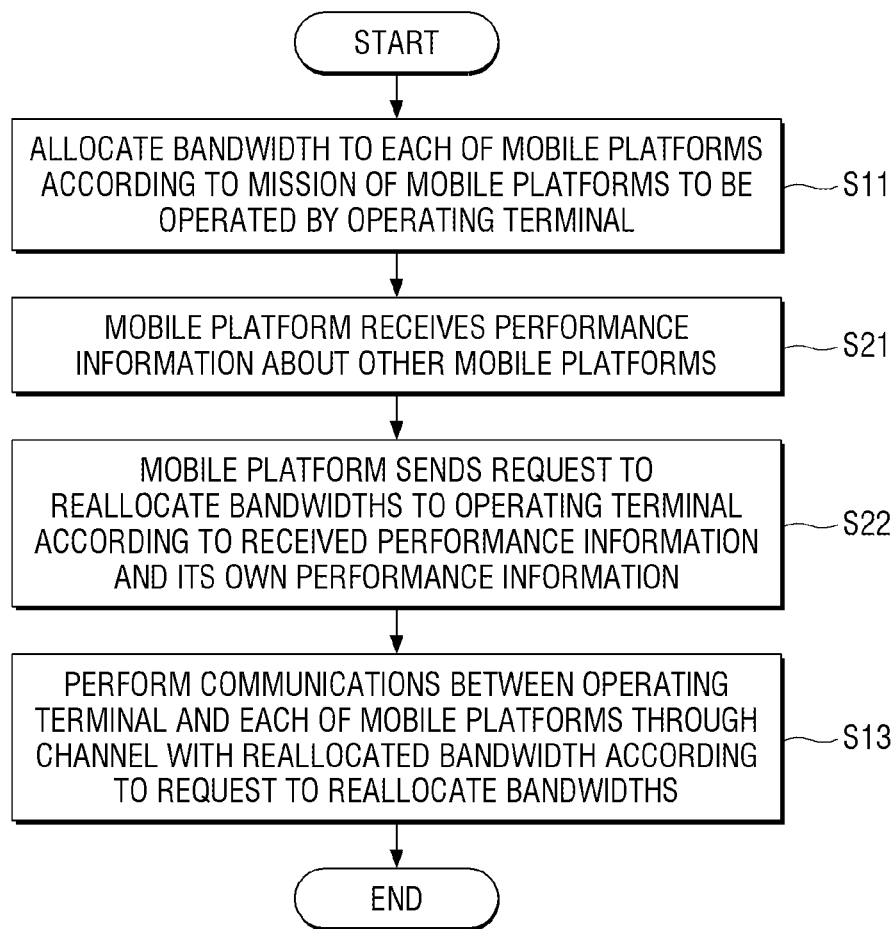 START
ALLOCATE BANDWIDTH TO EACH OF MOBILE PLATFORMS
ACCORDING TO MISSION OF MOBILE PLATFORMS TO BE
OPERATED BY OPERATING TERMINAL
S11
MOBILE PLATFORM RECEIVES PERFORMANCE
INFORMATION ABOUT OTHER MOBILE PLATFORMS
S21
MOBILE PLATFORM SENDS REQUEST TO
REALLOCATE BANDWIDTHS TO OPERATING TERMINAL
ACCORDING TO RECEIVED PERFORMANCE INFORMATION
AND ITS OWN PERFORMANCE INFORMATION
S22
PERFORM COMMUNICATIONS BETWEEN OPERATING
TERMINAL AND EACH OF MOBILE PLATFORMS THROUGH
CHANNEL WITH REALLOCATED BANDWIDTH ACCORDING
TO REQUEST TO REALLOCATE BANDWIDTHS
S13
END